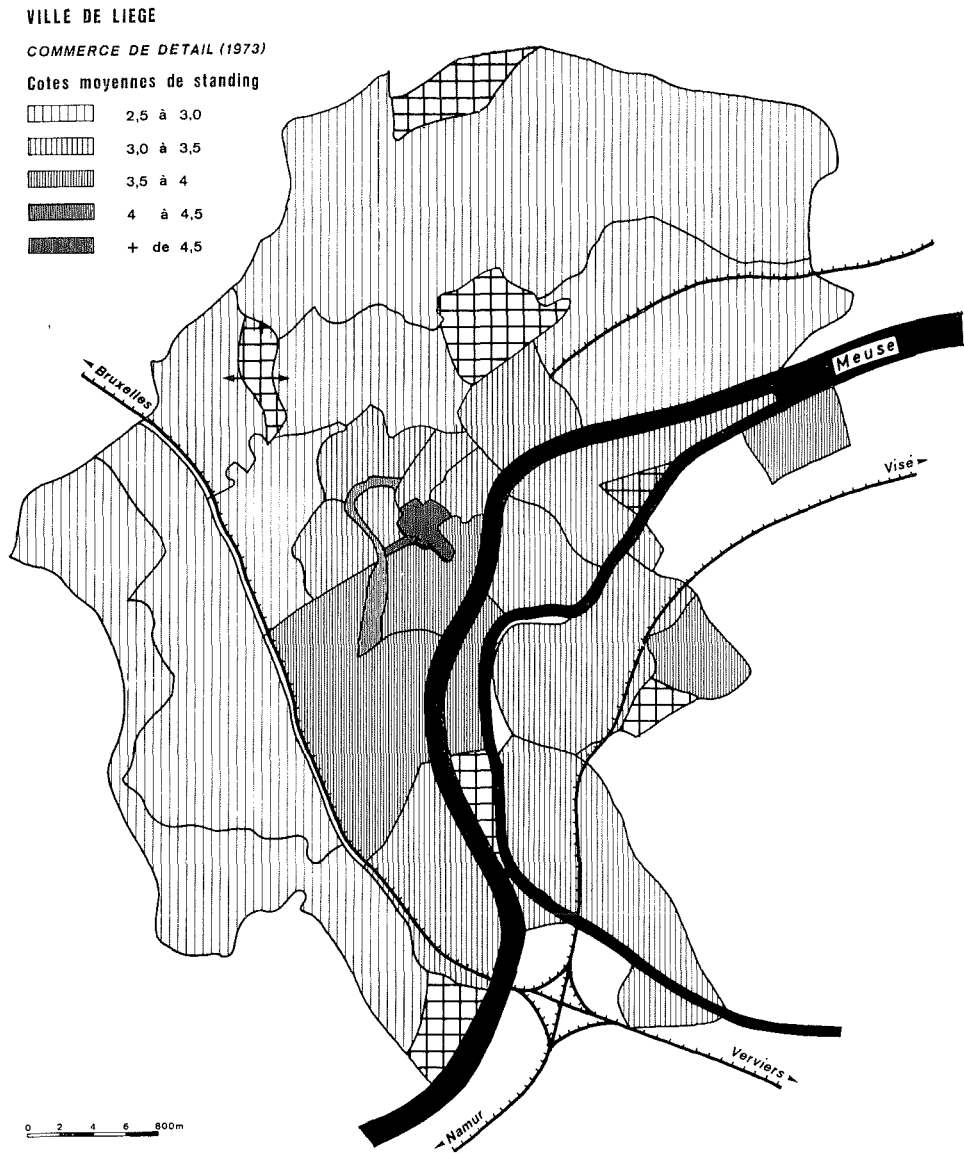 VILLE DE LIEGE
COMMERCE DE DETAIL (1973)
Cotes moyennes de standing
2,5 à 3,0
3,0 à 3,5
3,5 à 4
4 à 4,5
+ de 4,5
Bruxelles
Meuse
Visé
Verviers
Namur
0 2 4 6 800m